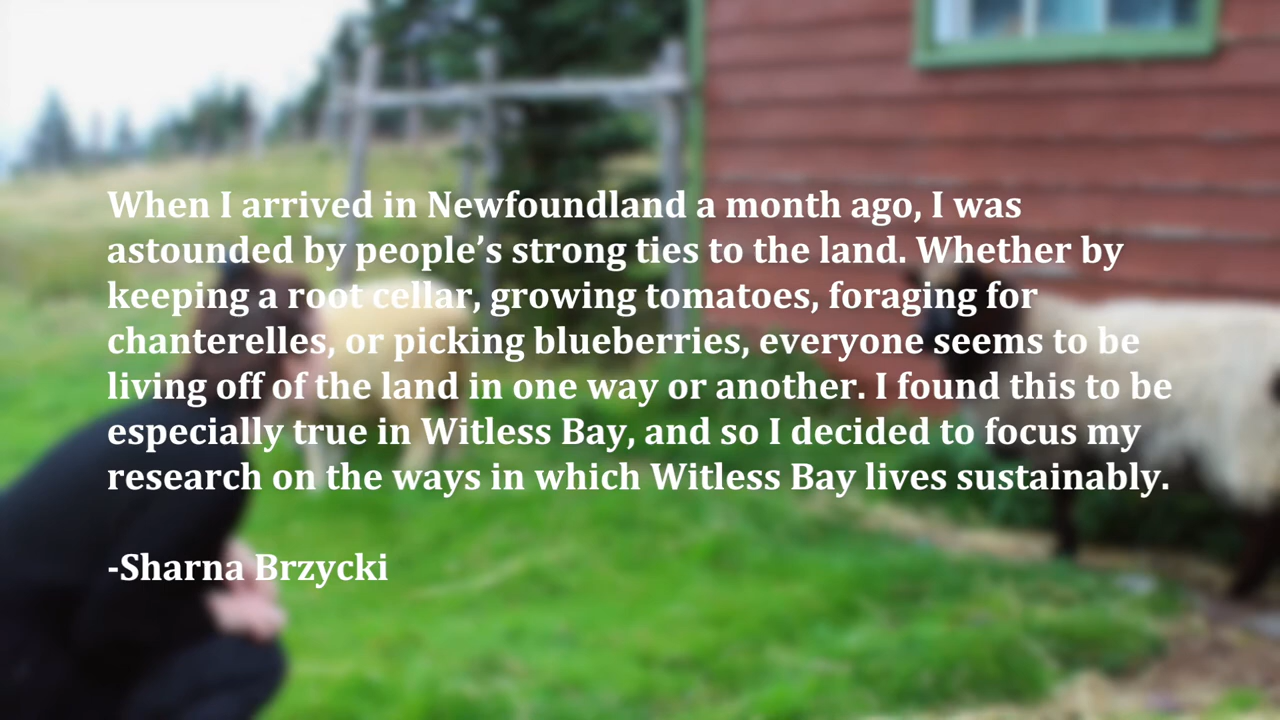 When I arrived in Newfoundland a month ago, I was
astounded by people’s strong ties to the land. Whether by
keeping a root cellar, growing tomatoes, foraging for
chanterelles, or picking blueberries, everyone seems to be
living off of the land in one way or another. I found this to be
especially true in Witless Bay, and so I decided to focus my
research on the ways in which Witless Bay lives sustainably.
-Sharna Brzycki